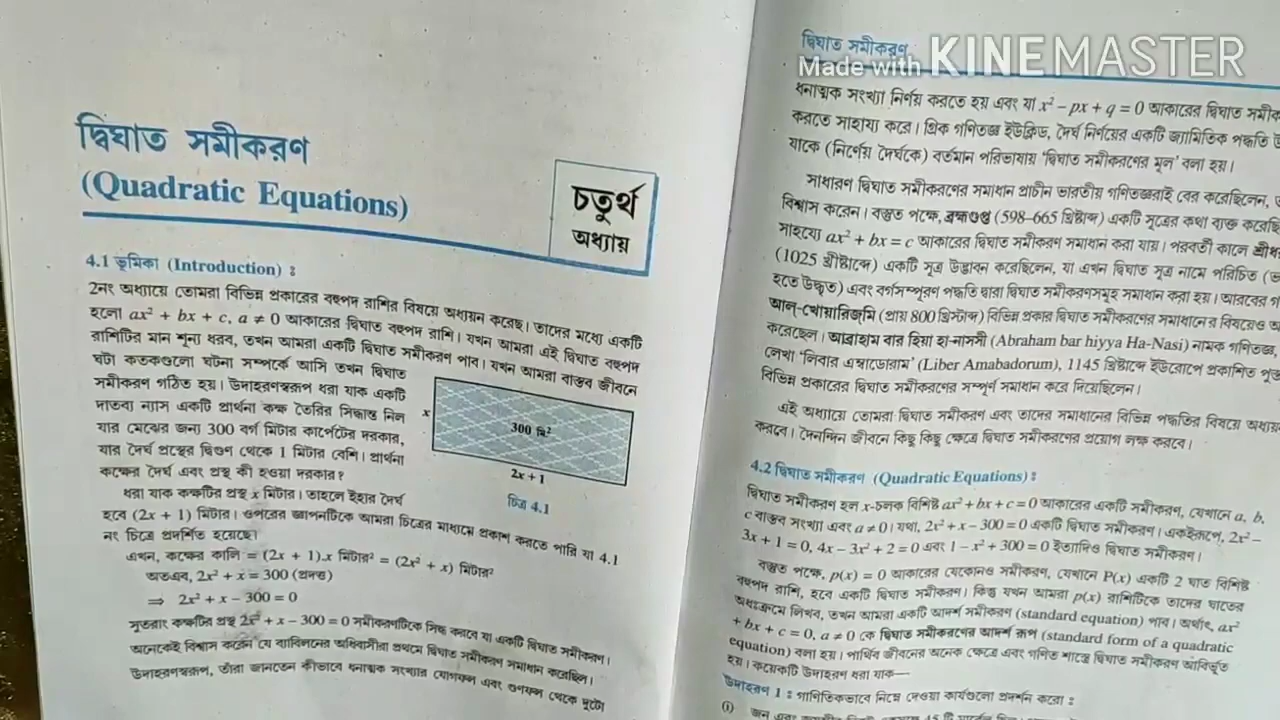 দ্বিঘাত সমীকরণ
(Quadratic Equations)
চতুর্থ
অধ্যায়
4.1 ভূমিকা (Introduction) :
2নং অধ্যায়ে তোমরা বিভিন্ন প্রকারের বহুপদ রাশির বিষয়ে অধ্যয়ন করেছ। তাদের মধ্যে একটি
হলো ax² + bx + c, a ≠ 0 আকারের দ্বিঘাত বহুপদ রাশি। যখন আমরা এই দ্বিঘাত বহুপদ
রাশিটির মান শূন্য ধরব, তখন আমরা একটি দ্বিঘাত সমীকরণ পাব। যখন আমরা বাস্তব জীবনে
ঘটা কতকগুলো ঘটনা সম্পর্কে আসি তখন দ্বিঘাত
সমীকরণ গঠিত হয়। উদাহরণস্বরূপ ধরা যাক একটি
দাতব্য ন্যাস একটি প্রার্থনা কক্ষ তৈরির সিদ্ধান্ত নিল
যার মেঝের জন্য 300 বর্গ মিটার কার্পেটের দরকার,
যার দৈর্ঘ প্রস্থের দ্বিগুণ থেকে 1 মিটার বেশি। প্রার্থনা
কক্ষের দৈর্ঘ এবং প্রস্থ কী হওয়া দরকার?
x
300 মি²
2x + 1
চিত্র 4.1
ধরা যাক কক্ষটির প্রস্থ x মিটার। তাহলে ইহার দৈর্ঘ
হবে (2x + 1) মিটার। ওপরের জ্ঞাপনটিকে আমরা চিত্রের মাধ্যমে প্রকাশ করতে পারি যা 4.1
নং চিত্রে প্রদর্শিত হয়েছে।
এখন, কক্ষের কালি = (2x + 1).x মিটার² = (2x² + x) মিটার²
অতএব, 2x² + x = 300 (প্রদত্ত)
⇒ 2x² + x – 300 = 0
সুতরাং কক্ষটির প্রস্থ 2x² + x – 300 = 0 সমীকরণটিকে সিদ্ধ করবে যা একটি দ্বিঘাত সমীকরণ।
অনেকেই বিশ্বাস করেন যে ব্যাবিলনের অধিবাসীরা প্রথমে দ্বিঘাত সমীকরণ সমাধান করেছিল।
উদাহরণস্বরূপ, তাঁরা জানতেন কীভাবে ধনাত্মক সংখ্যার যোগফল এবং গুণফল থেকে দুটো
দ্বিঘাত সমীকরণ
Made with KINEMASTER
ধনাত্মক সংখ্যা নির্ণয় করতে হয় এবং যা x² – px + q = 0 আকারের দ্বিঘাত
করতে সাহায্য করে। গ্রিক গণিতজ্ঞ ইউক্লিড, দৈর্ঘ নির্ণয়ের একটি জ্যামিতিক পদ্ধতি
যাকে (নির্ণেয় দৈর্ঘকে) বর্তমান পরিভাষায় 'দ্বিঘাত সমীকরণের মূল' বলা হয়।
সাধারণ দ্বিঘাত সমীকরণের সমাধান প্রাচীন ভারতীয় গণিতজ্ঞরাই বের করেছিলেন,
বিশ্বাস করেন। বস্তুত পক্ষে, ব্রহ্মগুপ্ত (598–665 খ্রিষ্টাব্দ) একটি সূত্রের কথা ব্যক্ত
সাহয্যে ax² + bx = c আকারের দ্বিঘাত সমীকরণ সমাধান করা যায়। পরবর্তী কালে
(1025 খ্রীষ্টাব্দে) একটি সূত্র উদ্ভাবন করেছিলেন, যা এখন দ্বিঘাত সূত্র নামে পরিচিত
হতে উদ্ধৃত) এবং বর্গসম্পূরণ পদ্ধতি দ্বারা দ্বিঘাত সমীকরণসমূহ সমাধান করা হয়। আরবের
আল্-খোয়ারিজ্‌মি (প্রায় 800 খ্রিস্টাব্দ) বিভিন্ন প্রকার দ্বিঘাত সমীকরণের সমাধানের বিষয়েও
করেছেল। আব্রাহাম বার হিয়া হা-নাসসী (Abraham bar hiyya Ha-Nasi) নামক গণিতজ্ঞ,
লেখা 'লিবার এম্বাডোরাম' (Liber Amabadorum), 1145 খ্রিষ্টাব্দে ইউরোপে প্রকাশিত
বিভিন্ন প্রকারের দ্বিঘাত সমীকরণের সম্পূর্ণ সমাধান করে দিয়েছিলেন।
এই অধ্যায়ে তোমরা দ্বিঘাত সমীকরণ এবং তাদের সমাধানের বিভিন্ন পদ্ধতির বিষয়ে
করবে। দৈনন্দিন জীবনে কিছু কিছু ক্ষেত্রে দ্বিঘাত সমীকরণের প্রয়োগ লক্ষ করবে।
4.2 দ্বিঘাত সমীকরণ (Quadratic Equations) :
দ্বিঘাত সমীকরণ হল x-চলক বিশিষ্ট ax² + bx + c = 0 আকারের একটি সমীকরণ, যেখানে a, b,
c বাস্তব সংখ্যা এবং a ≠ 0। যথা, 2x² + x – 300 = 0 একটি দ্বিঘাত সমীকরণ। একইরূপে, 2x² –
3x + 1 = 0, 4x – 3x² + 2 = 0 এবং 1 – x² + 300 = 0 ইত্যাদিও দ্বিঘাত সমীকরণ।
বস্তুত পক্ষে, p(x) = 0 আকারের যেকোনও সমীকরণ, যেখানে P(x) একটি 2 ঘাত বিশিষ্ট
বহুপদ রাশি, হবে একটি দ্বিঘাত সমীকরণ। কিন্তু যখন আমরা p(x) রাশিটিকে তাদের ঘাতের
অধঃক্রমে লিখব, তখন আমরা একটি আদর্শ সমীকরণ (standard equation) পাব। অর্থাৎ, ax²
+ bx + c = 0, a ≠ 0 কে দ্বিঘাত সমীকরণের আদর্শ রূপ (standard form of a quadratic
equation) বলা হয়। পার্থিব জীবনের অনেক ক্ষেত্রে এবং গণিত শাস্ত্রে দ্বিঘাত সমীকরণ আবির্ভূত
হয়। কয়েকটি উদাহরণ ধরা যাক—
উদাহরণ 1 : গাণিতিকভাবে নিম্নে দেওয়া কার্যগুলো প্রদর্শন করো :
(i) জন এবং